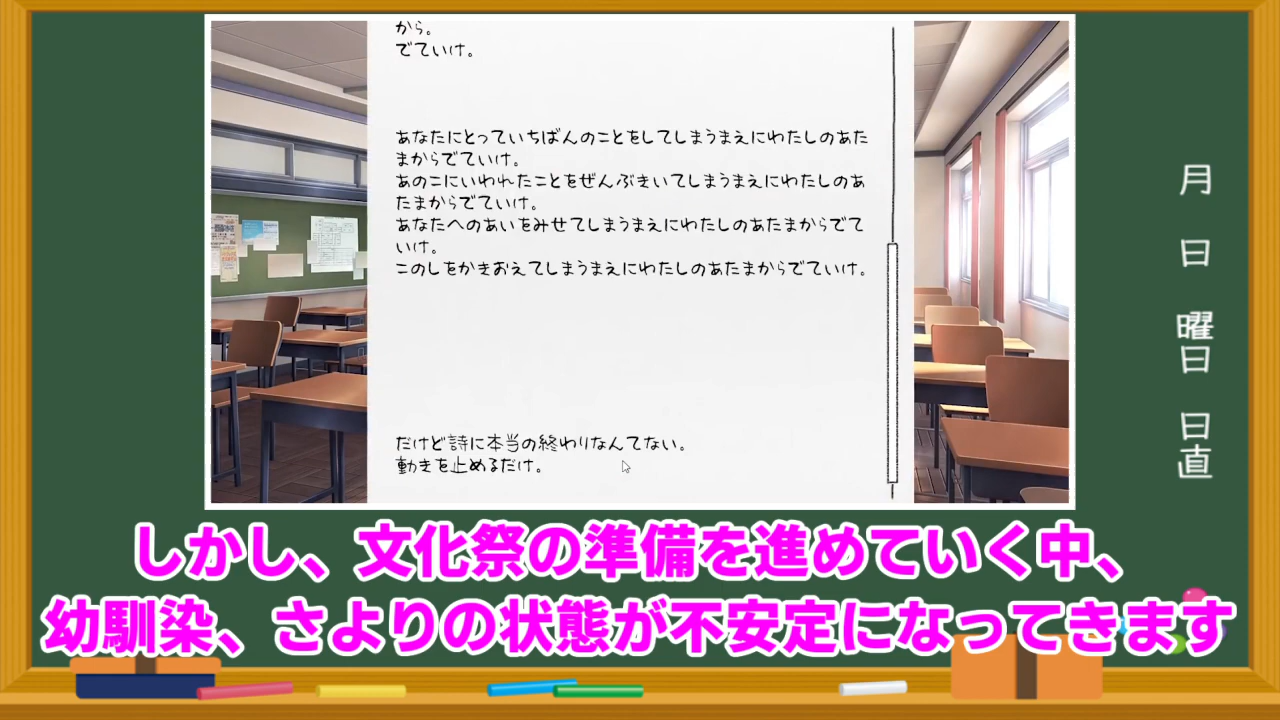 から。
でていけ。
あなたにとっていちばんのことをしてしまうまえにわたしのあた
まからでていけ。
あのこにいわれたことをぜんぶきいてしまうまえにわたしのあ
たまからでていけ。
あなたへのあいをみせてしまうまえにわたしのあたまからでて
いけ。
このしをかきおえてしまうまえにわたしのあたまからでていけ。
だけど詩に本当の終わりなんてない。
動きを止めるだけ。
月
日
曜日
日直
しかし、文化祭の準備を進めていく中、
幼馴染、さよりの状態が不安定になってきます